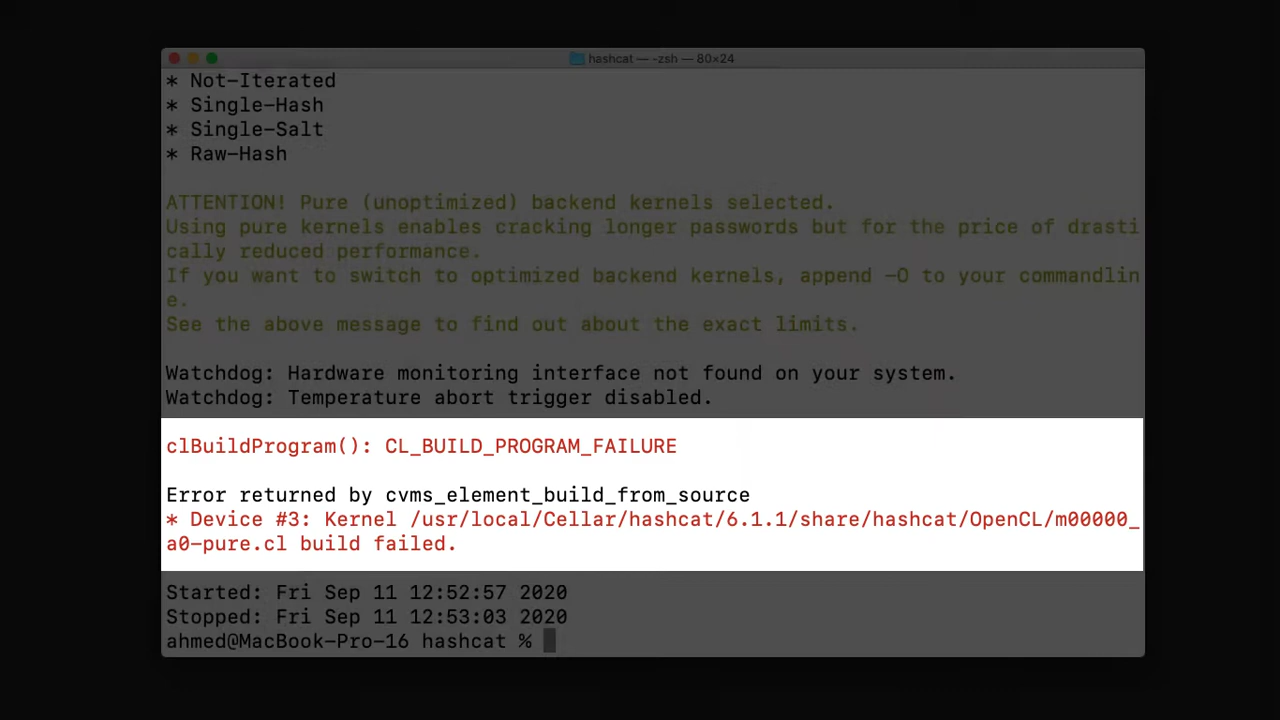 hashcat — -zsh — 80×24
* Not-Iterated
* Single-Hash
* Single-Salt
* Raw-Hash
ATTENTION! Pure (unoptimized) backend kernels selected.
Using pure kernels enables cracking longer passwords but for the price of drasti
cally reduced performance.
If you want to switch to optimized backend kernels, append -O to your commandlin
e.
See the above message to find out about the exact limits.
Watchdog: Hardware monitoring interface not found on your system.
Watchdog: Temperature abort trigger disabled.
clBuildProgram(): CL_BUILD_PROGRAM_FAILURE
Error returned by cvms_element_build_from_source
* Device #3: Kernel /usr/local/Cellar/hashcat/6.1.1/share/hashcat/OpenCL/m00000_
a0-pure.cl build failed.
Started: Fri Sep 11 12:52:57 2020
Stopped: Fri Sep 11 12:53:03 2020
ahmed@MacBook-Pro-16 hashcat %